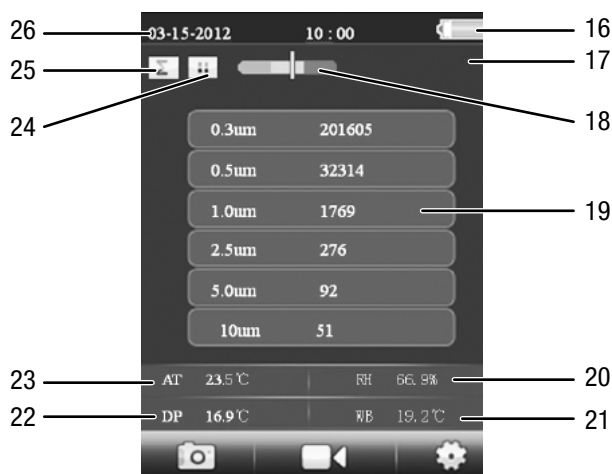 26 03-15-2012 10 : 00 16
25 Σ 17
24 18
0.3um 201605
0.5um 32314
1.0um 1769 19
2.5um 276
5.0um 92
10um 51
23 AT 23.5℃ RH 66.9% 20
22 DP 16.9℃ WB 19.2℃ 21